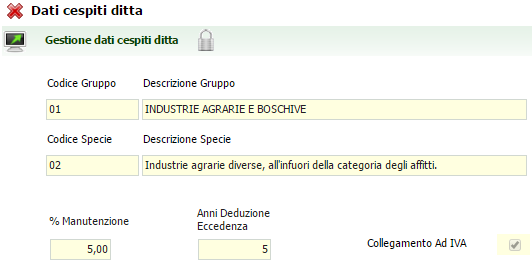 Dati cespiti ditta
Gestione dati cespiti ditta
Codice Gruppo Descrizione Gruppo
01 INDUSTRIE AGRARIE E BOSCHIVE
Codice Specie Descrizione Specie
02 Industrie agrarie diverse, all'infuori della categoria degli affitti.
% Manutenzione Anni Deduzione Eccedenza
5,00 5 Collegamento Ad IVA